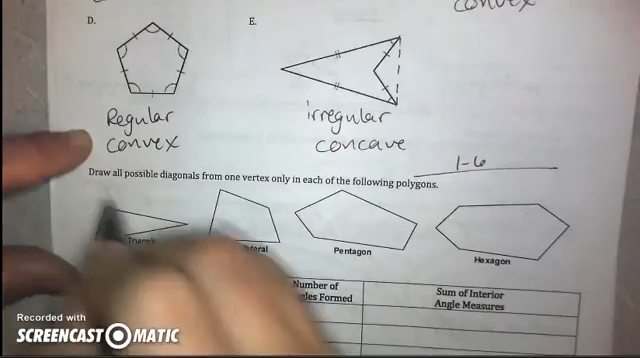 convex
D.
E.
Regular
convex
irregular
concave
1-6
Draw all possible diagonals from one vertex only in each of the following polygons.
Pentagon
Hexagon
Number of
Formed
Sum of Interior
Angle Measures
Recorded with
SCREENCAST O MATIC